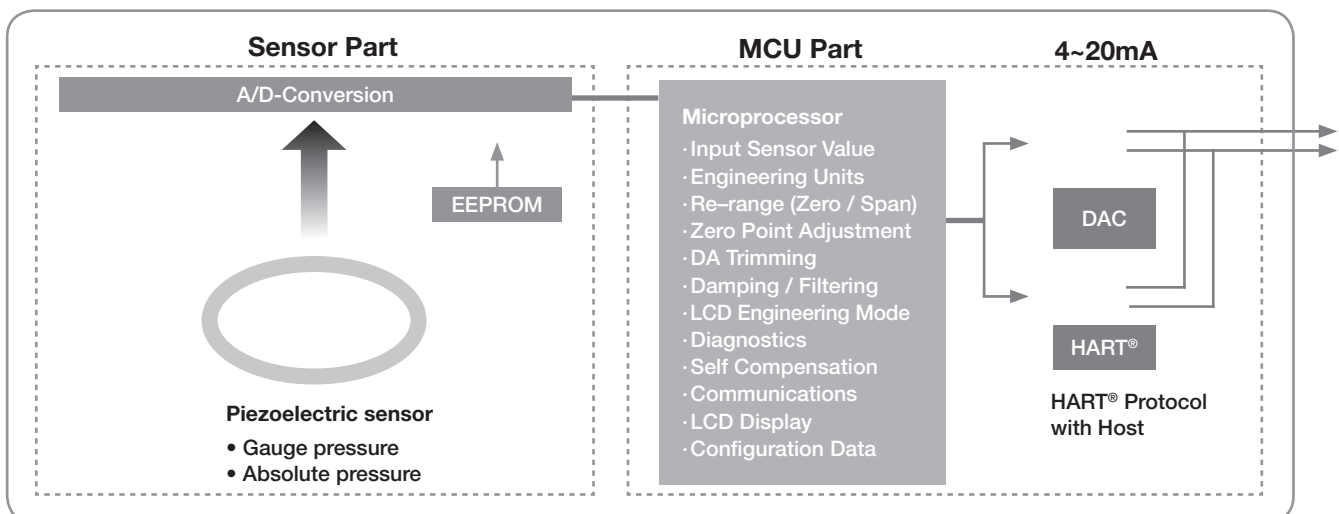 Sensor Part
MCU Part
4~20mA
A/D-Conversion
EEPROM
Piezoelectric sensor
• Gauge pressure
• Absolute pressure
Microprocessor
·Input Sensor Value
·Engineering Units
·Re–range (Zero / Span)
·Zero Point Adjustment
·DA Trimming
·Damping / Filtering
·LCD Engineering Mode
·Diagnostics
·Self Compensation
·Communications
·LCD Display
·Configuration Data
DAC
HART®
HART® Protocol
with Host